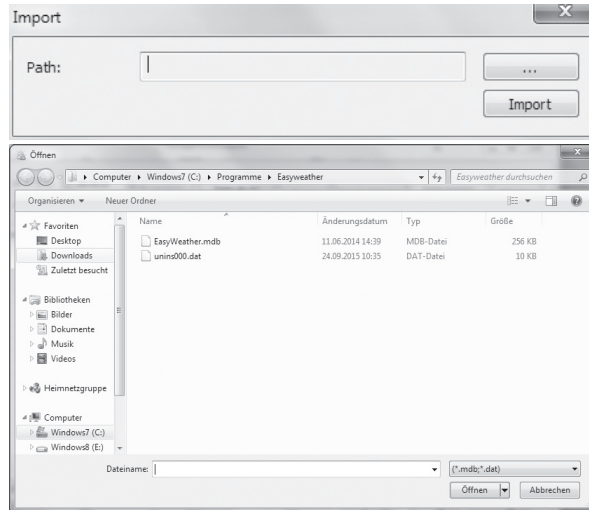 Import
Path:
...
Import
Öffnen
Computer Windows7 (C:) Programme Easyweather
Easyweather durchsuchen
Organisieren Neuer Ordner
Name Änderungsdatum Typ Größe
EasyWeather.mdb 11.06.2014 14:39 MDB-Datei 256 KB
unins000.dat 24.09.2015 10:35 DAT-Datei 10 KB
Favoriten
Desktop
Downloads
Zuletzt besucht
Bibliotheken
Bilder
Dokumente
Musik
Videos
Heimnetzgruppe
Computer
Windows7 (C:)
Windows8 (E:)
Dateiname:
(*.mdb;*.dat)
Öffnen
Abbrechen